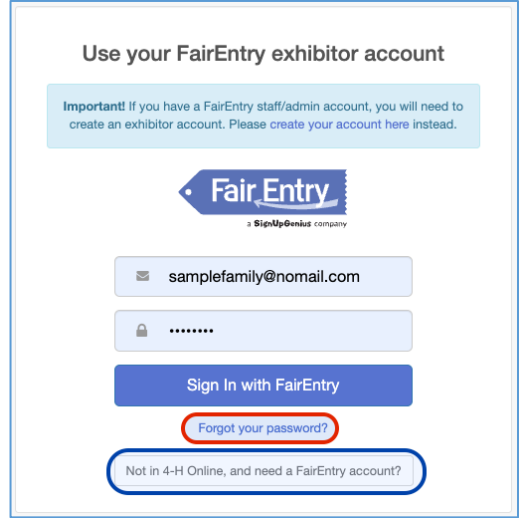 Use your FairEntry exhibitor account
Important! If you have a FairEntry staff/admin account, you will need to
create an exhibitor account. Please create your account here instead.
Fair Entry
a SignUpGenius company
samplefamily@nomail.com
••••••••
Sign In with FairEntry
Forgot your password?
Not in 4-H Online, and need a FairEntry account?